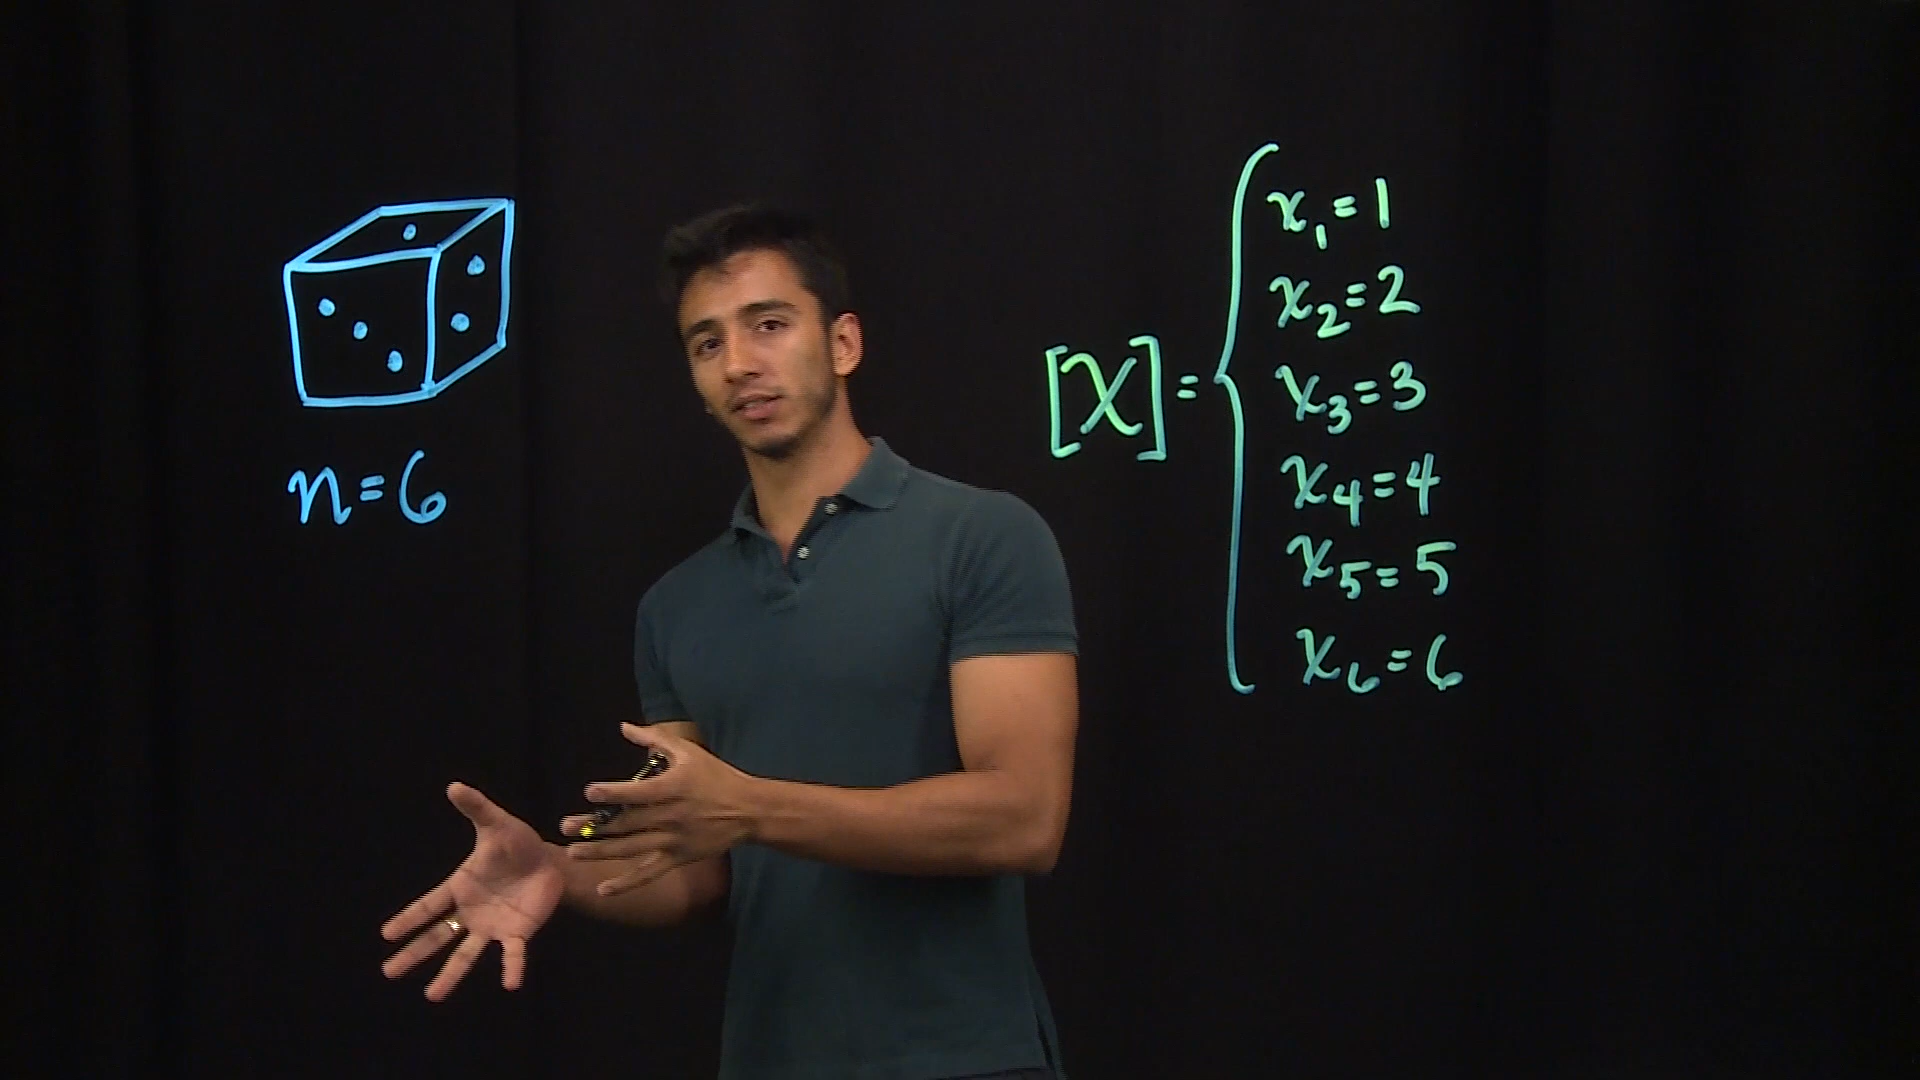 n=6
[X]=
x₁=1
x₂=2
x₃=3
x₄=4
x₅=5
x₆=6